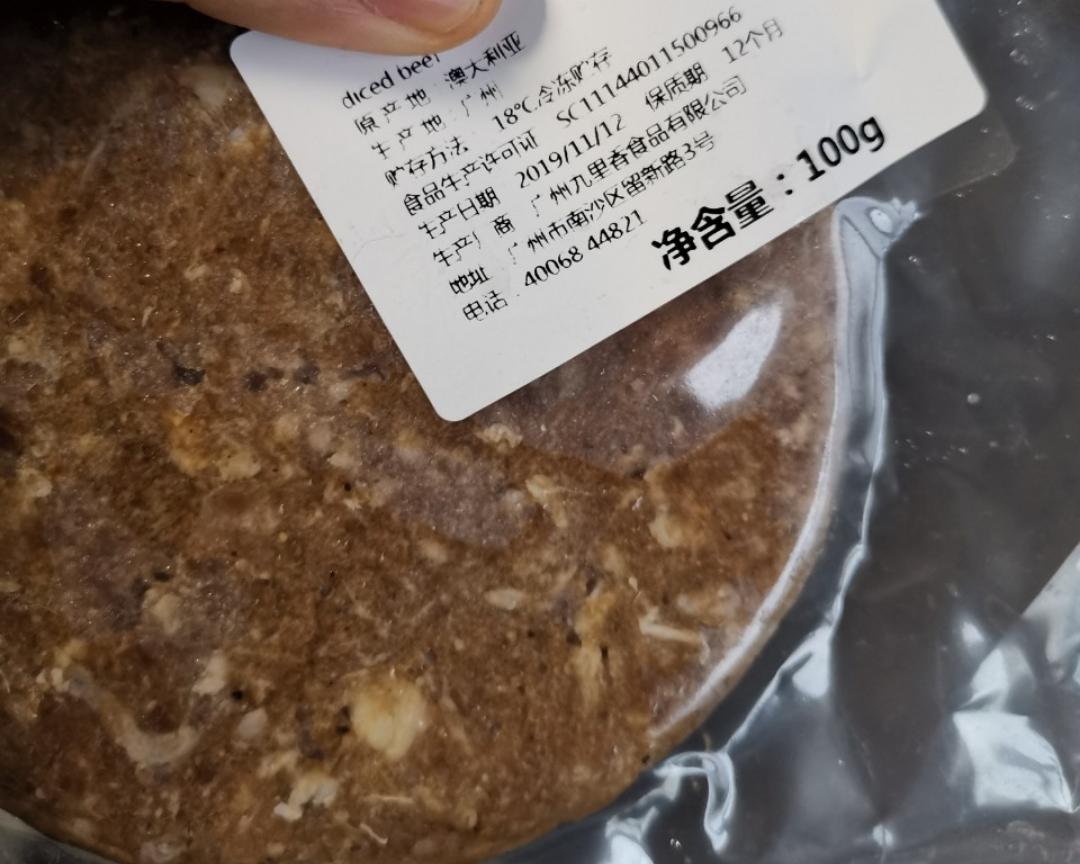 diced beef
原产地 澳大利亚
生产地 广州
贮存方法 18℃冷冻贮存
食品生产许可证 SC11144011500966
生产日期 2019/11/12 保质期 12个月
生产厂商 广州九里香食品有限公司
地址 广州市南沙区留新路3号
电话: 40068 44821
净含量:100g